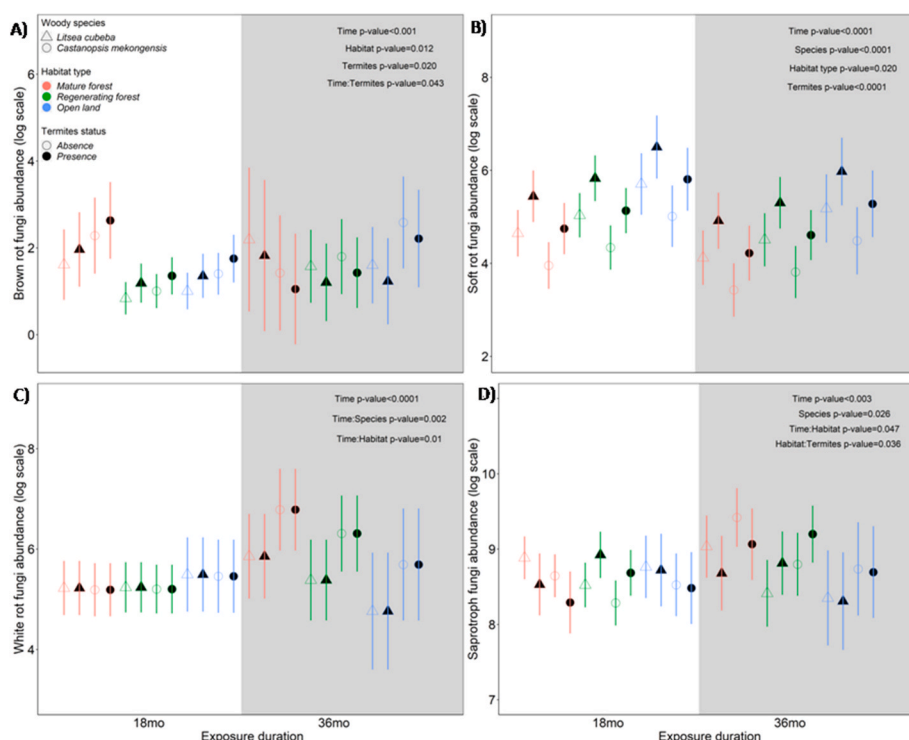 A)
Woody species
Litsea cubeba
Castanopsis mekongensis
Habitat type
Mature forest
Regenerating forest
Open land
Termites status
Absence
Presence
Time p-value<0.001
Habitat p-value=0.012
Termites p-value=0.020
Time:Termites p-value=0.043
Brown rot fungi abundance (log scale)
6
4
2
0
B)
Time p-value<0.0001
Species p-value<0.0001
Habitat type p-value=0.020
Termites p-value<0.0001
Soft rot fungi abundance (log scale)
8
6
4
2
C)
Time p-value<0.0001
Time:Species p-value=0.002
Time:Habitat p-value=0.01
White rot fungi abundance (log scale)
8
6
4
18mo
36mo
Exposure duration
D)
Time p-value<0.003
Species p-value=0.026
Time:Habitat p-value=0.047
Habitat:Termites p-value=0.036
Saprotroph fungi abundance (log scale)
10
9
8
7
18mo
36mo
Exposure duration